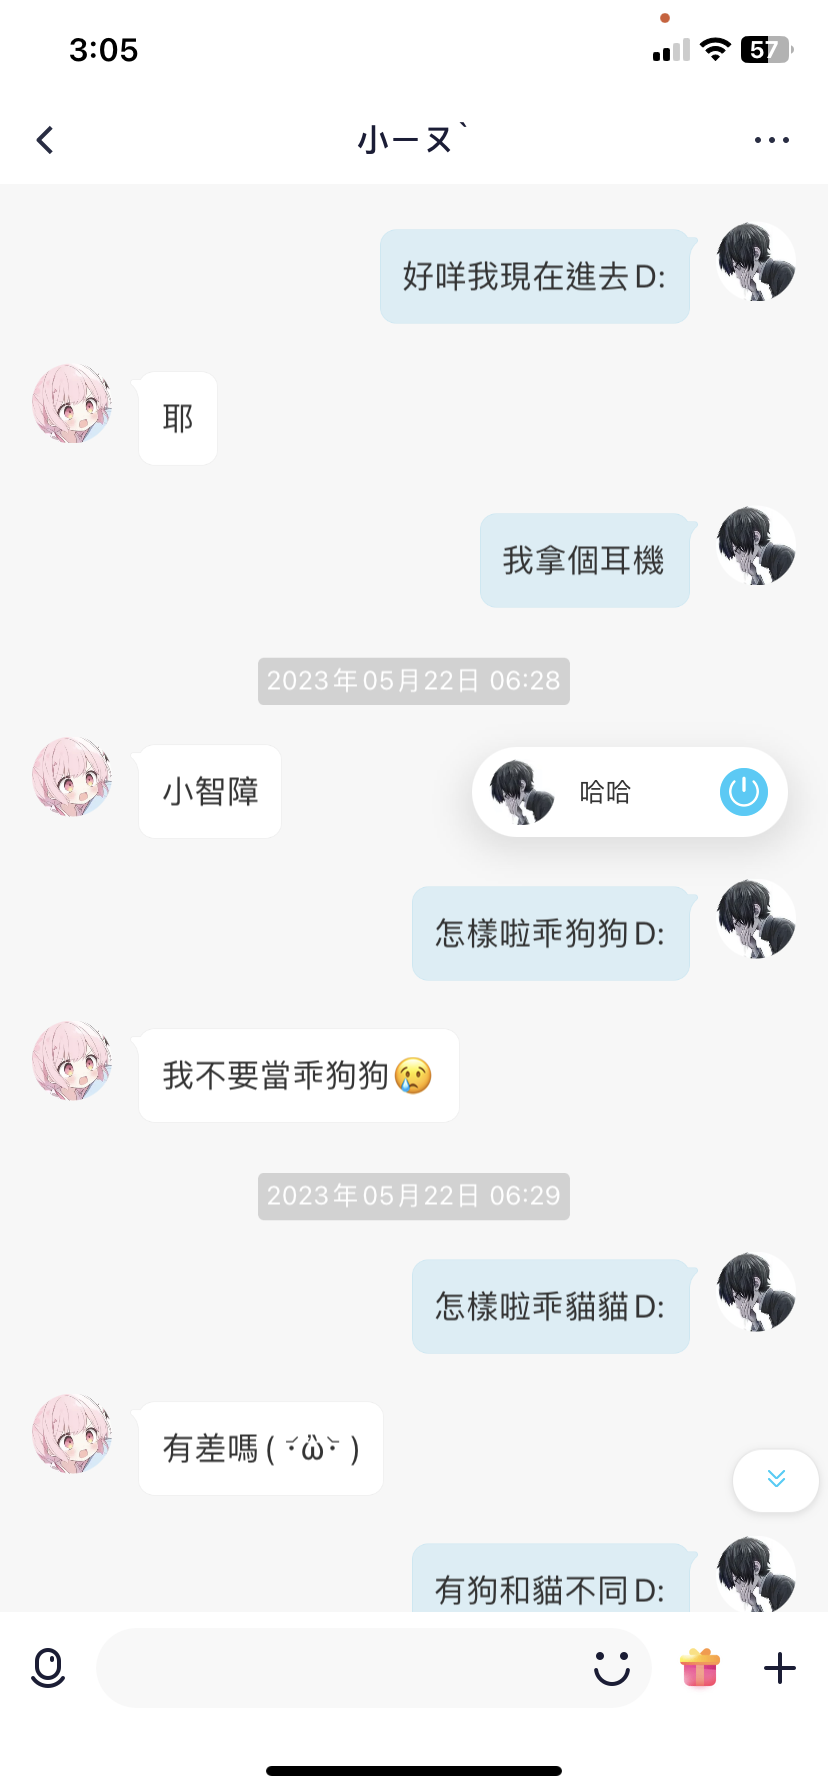 3:05
57
小ㄧㄡˋ
好咩我現在進去D:
耶
我拿個耳機
2023年05月22日 06:28
小智障
哈哈
怎樣啦乖狗狗D:
我不要當乖狗狗😢
2023年05月22日 06:29
怎樣啦乖貓貓D:
有差嗎( ･᷄ὢ･᷅ )
有狗和貓不同D: